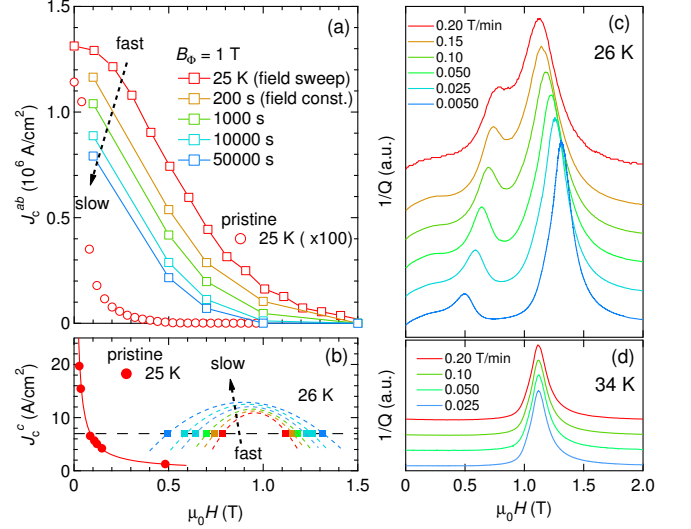 (a)
fast
B_Φ = 1 T
25 K (field sweep)
200 s (field const.)
1000 s
10000 s
50000 s
slow
pristine
25 K ( x100)
J_c^ab (10^6 A/cm^2)
1.5
1.0
0.5
0.0
(b)
pristine
25 K
slow
26 K
fast
J_c^c (A/cm^2)
20
10
0
0.0 0.5 1.0 1.5
μ_0H (T)
(c)
0.20 T/min
0.15
0.10
0.050
0.025
0.0050
26 K
1/Q (a.u.)
(d)
0.20 T/min
0.10
0.050
0.025
34 K
1/Q (a.u.)
0 0.5 1.0 1.5 2.0
μ_0H (T)